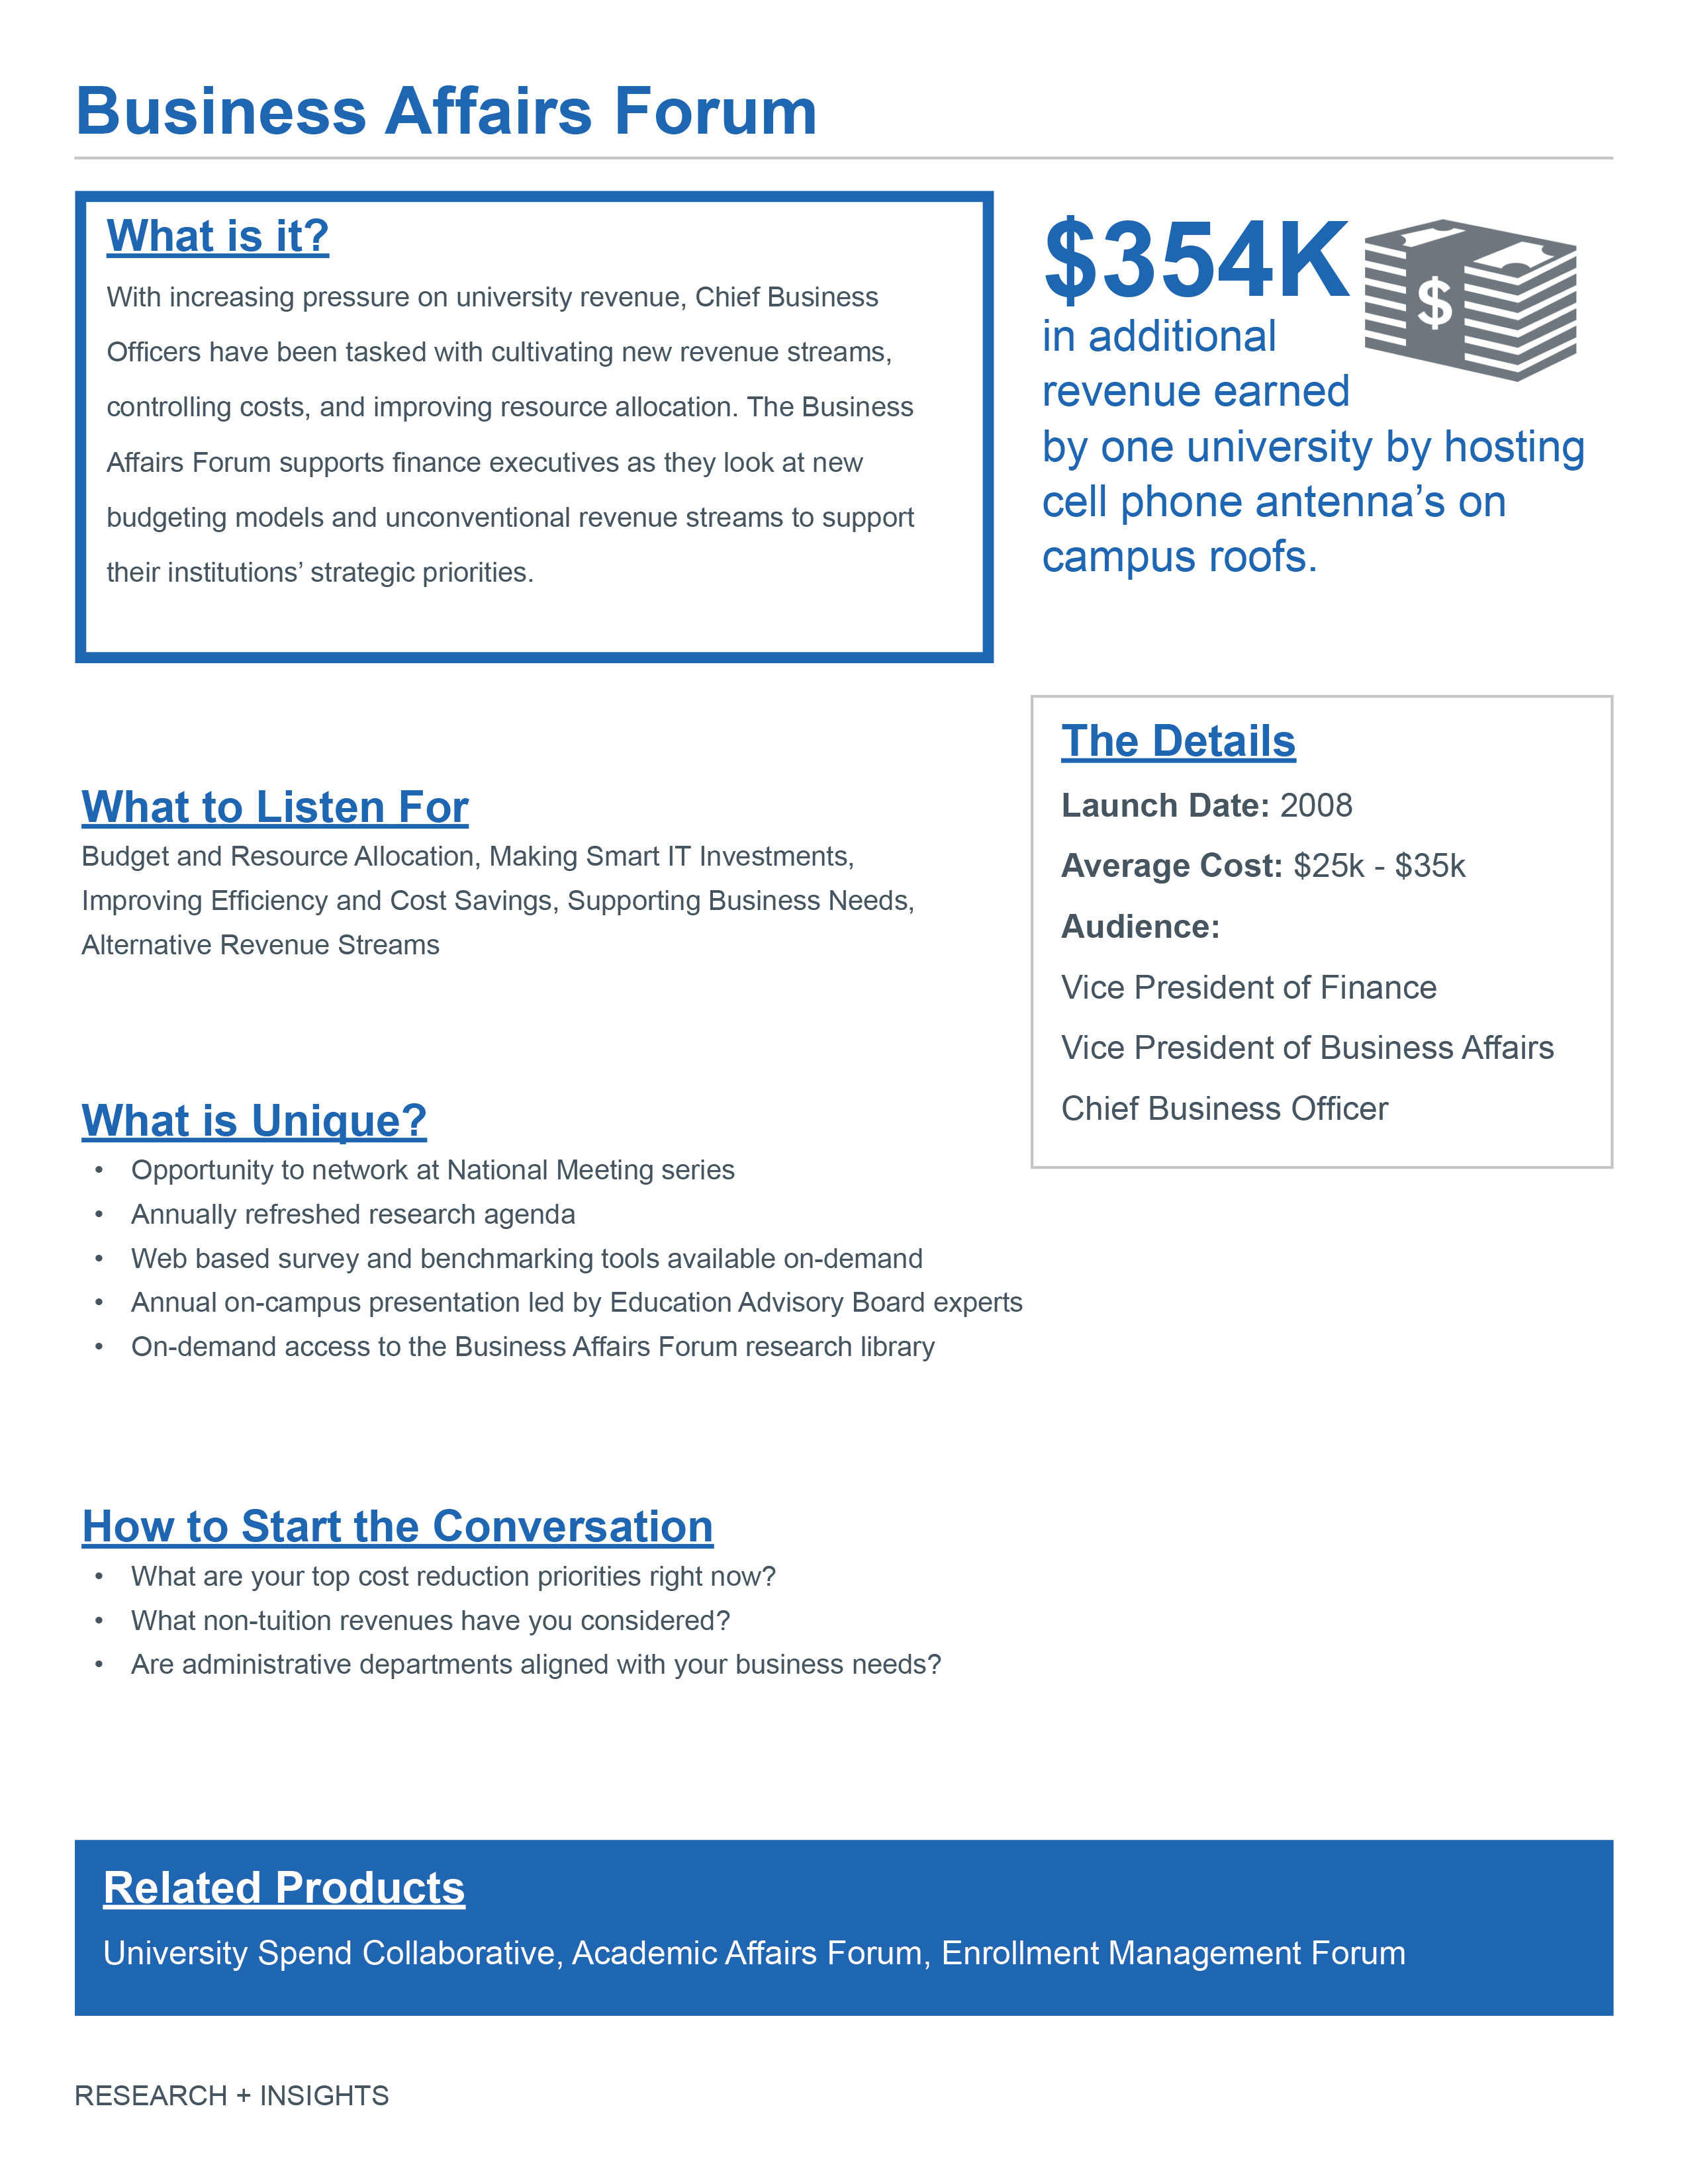 Business Affairs Forum
What is it?
With increasing pressure on university revenue, Chief Business
Officers have been tasked with cultivating new revenue streams,
controlling costs, and improving resource allocation. The Business
Affairs Forum supports finance executives as they look at new
budgeting models and unconventional revenue streams to support
their institutions’ strategic priorities.
$354K
$
in additional
revenue earned
by one university by hosting
cell phone antenna’s on
campus roofs.
The Details
Launch Date: 2008
Average Cost: $25k - $35k
Audience:
Vice President of Finance
Vice President of Business Affairs
Chief Business Officer
What to Listen For
Budget and Resource Allocation, Making Smart IT Investments,
Improving Efficiency and Cost Savings, Supporting Business Needs,
Alternative Revenue Streams
What is Unique?
• Opportunity to network at National Meeting series
• Annually refreshed research agenda
• Web based survey and benchmarking tools available on-demand
• Annual on-campus presentation led by Education Advisory Board experts
• On-demand access to the Business Affairs Forum research library
How to Start the Conversation
• What are your top cost reduction priorities right now?
• What non-tuition revenues have you considered?
• Are administrative departments aligned with your business needs?
Related Products
University Spend Collaborative, Academic Affairs Forum, Enrollment Management Forum
RESEARCH + INSIGHTS